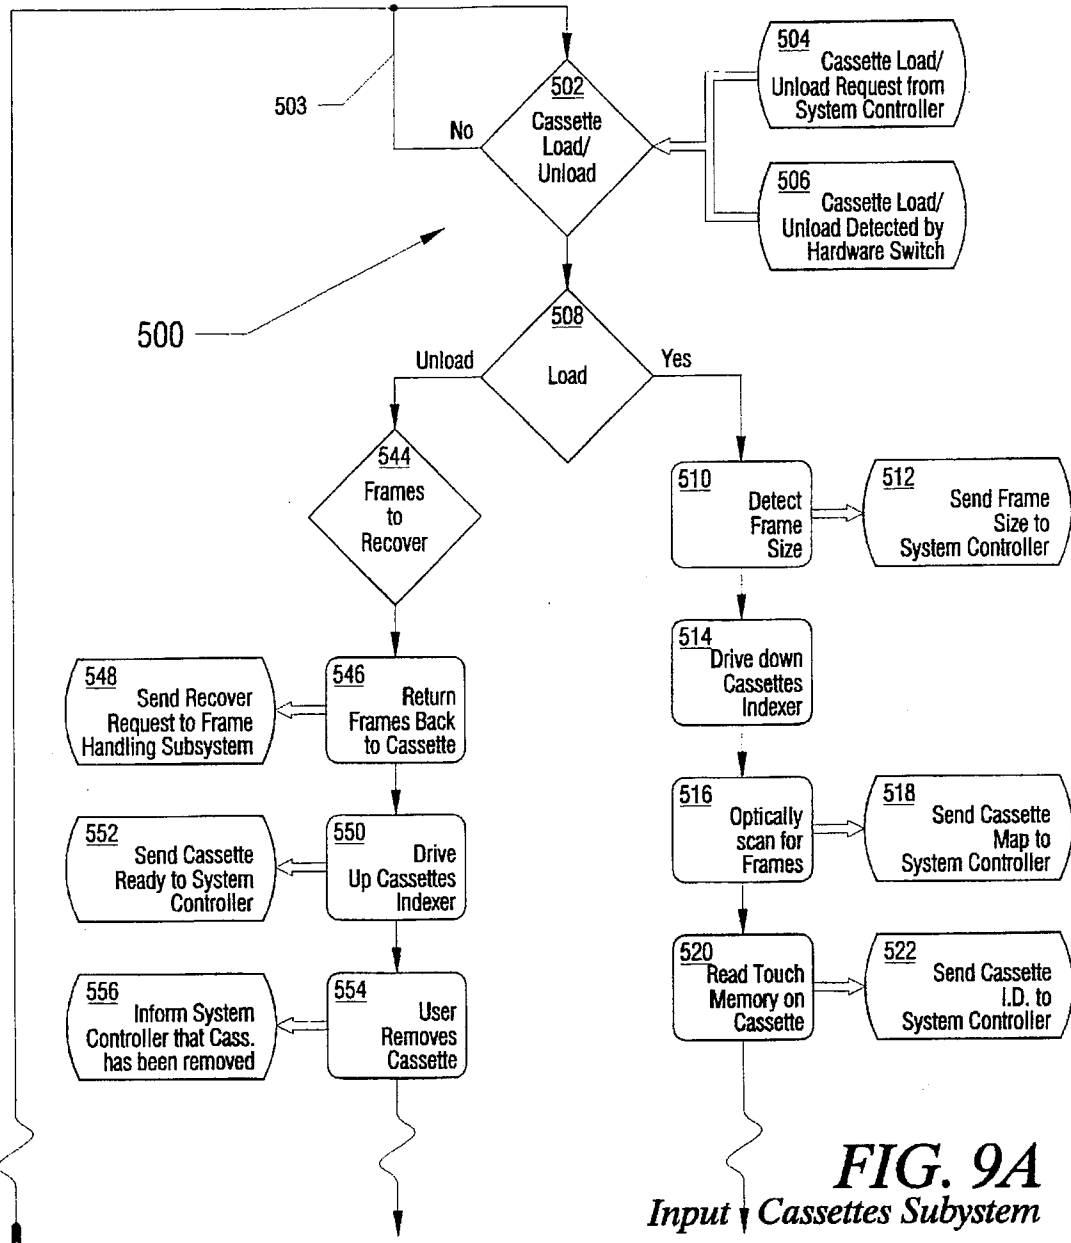 503
No
502
Cassette
Load/
Unload
504
Cassette Load/
Unload Request from
System Controller
506
Cassette Load/
Unload Detected by
Hardware Switch
500
508
Load
Unload
Yes
544
Frames
to
Recover
510
Detect
Frame
Size
512
Send Frame
Size to
System Controller
514
Drive down
Cassettes
Indexer
548
Send Recover
Request to Frame
Handling Subsystem
546
Return
Frames Back
to Cassette
516
Optically
scan for
Frames
518
Send Cassette
Map to
System Controller
552
Send Cassette
Ready to System
Controller
550
Drive
Up Cassettes
Indexer
520
Read Touch
Memory on
Cassette
522
Send Cassette
I.D. to
System Controller
556
Inform System
Controller that Cass.
has been removed
554
User
Removes
Cassette
FIG. 9A
Input Cassettes Subystem